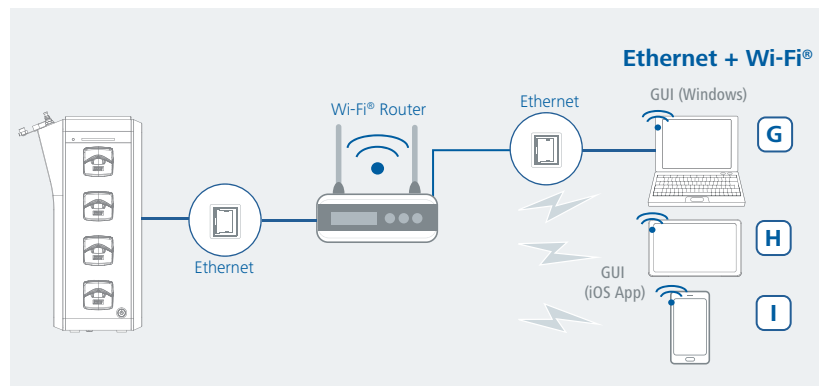 Ethernet + Wi-Fi®
GUI (Windows)
Ethernet
Wi-Fi® Router
G
H
Ethernet
GUI
(iOS App)
I